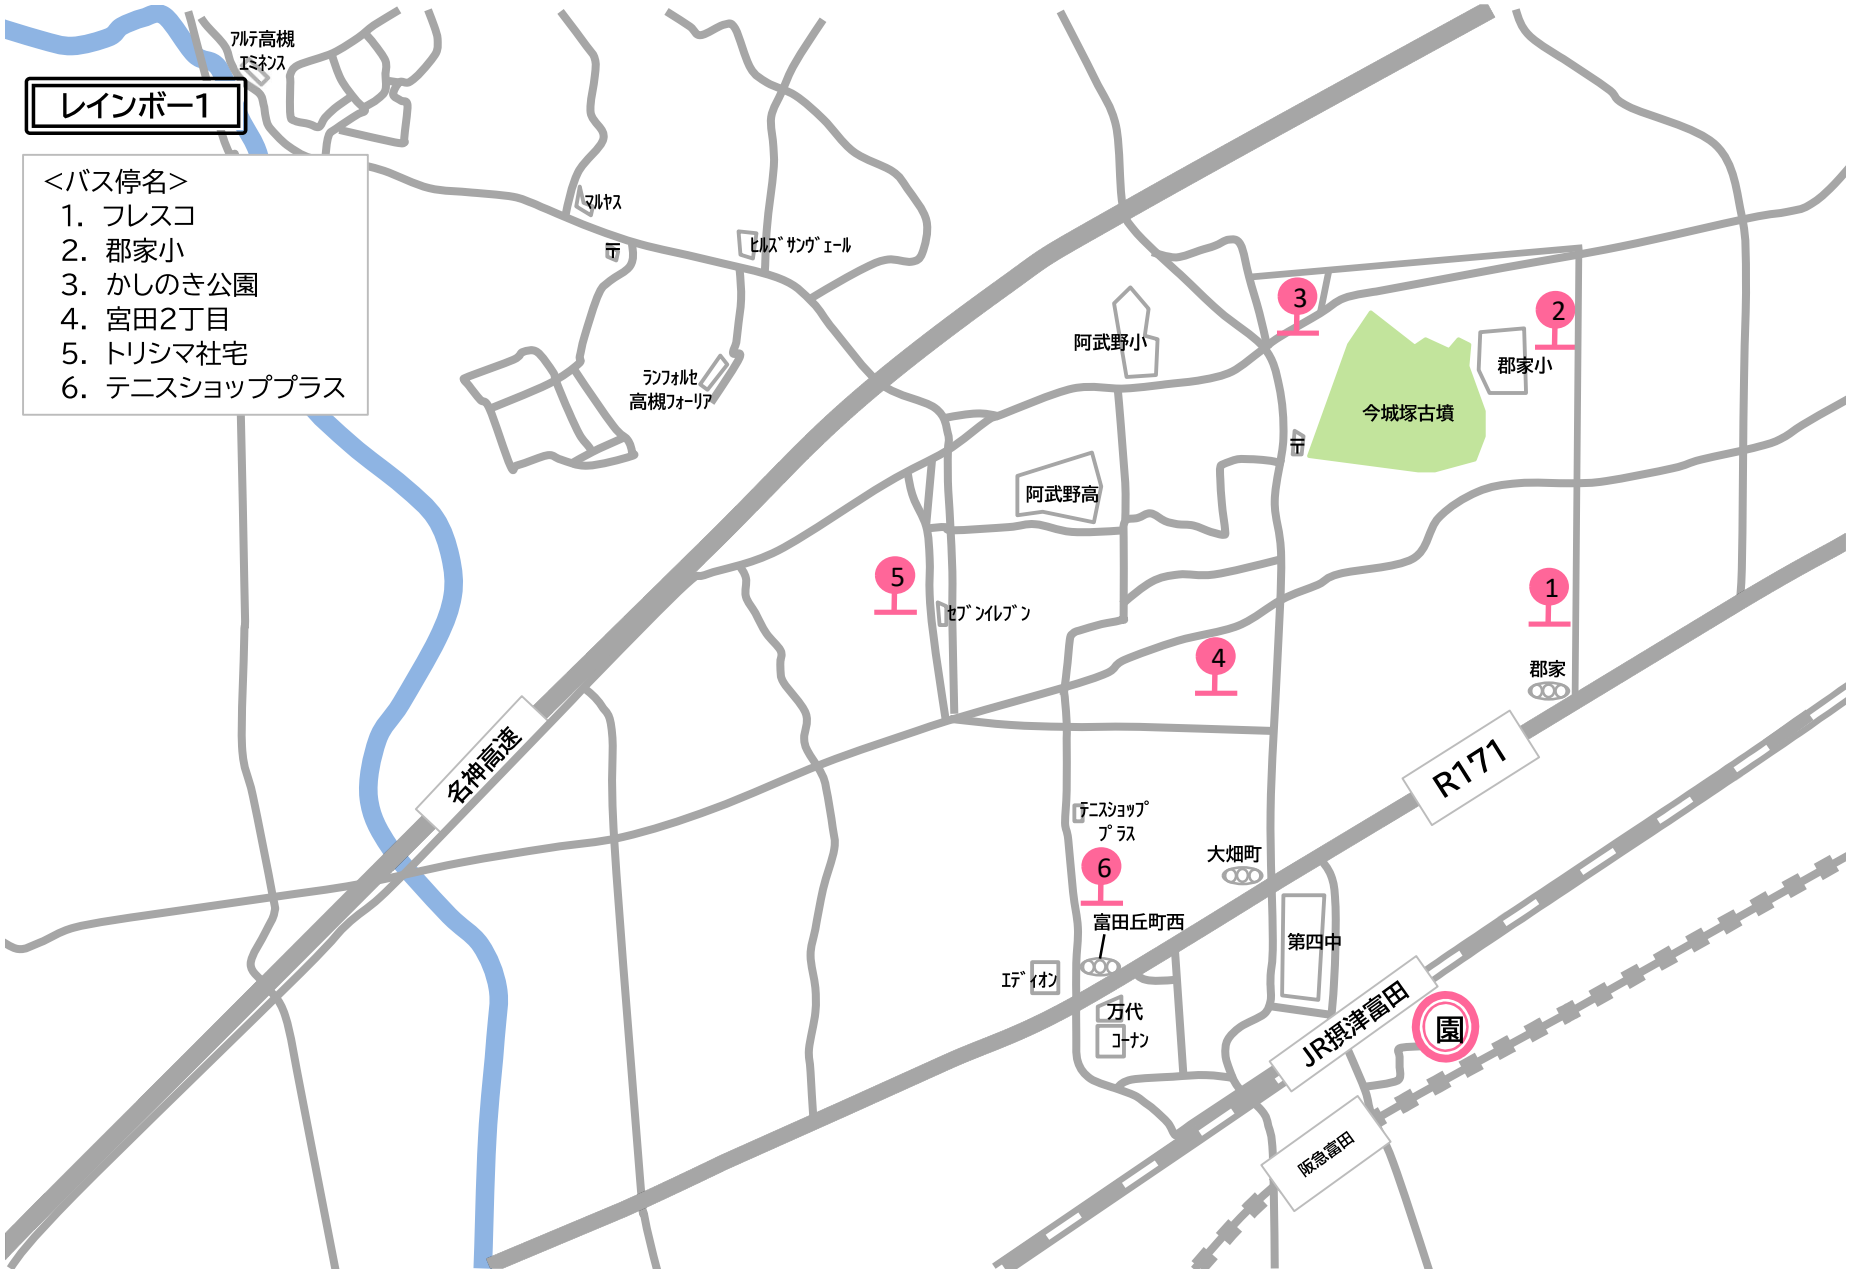 アルテ高槻
エミネンス
レインボー1
<バス停名>
1. フレスコ
2. 郡家小
3. かしのき公園
4. 宮田2丁目
5. トリシマ社宅
6. テニスショッププラス
マルヤス
〒
ヒルズサンヴェール
ランフォルセ
高槻フォーリア
阿武野小
3
2
郡家小
今城塚古墳
〒
阿武野高
5
セブンイレブン
1
4
郡家
名神高速
R171
テニスショップ
プラス
大畑町
6
富田丘町西
第四中
エディオン
万代
コーナン
JR摂津富田
園
阪急富田